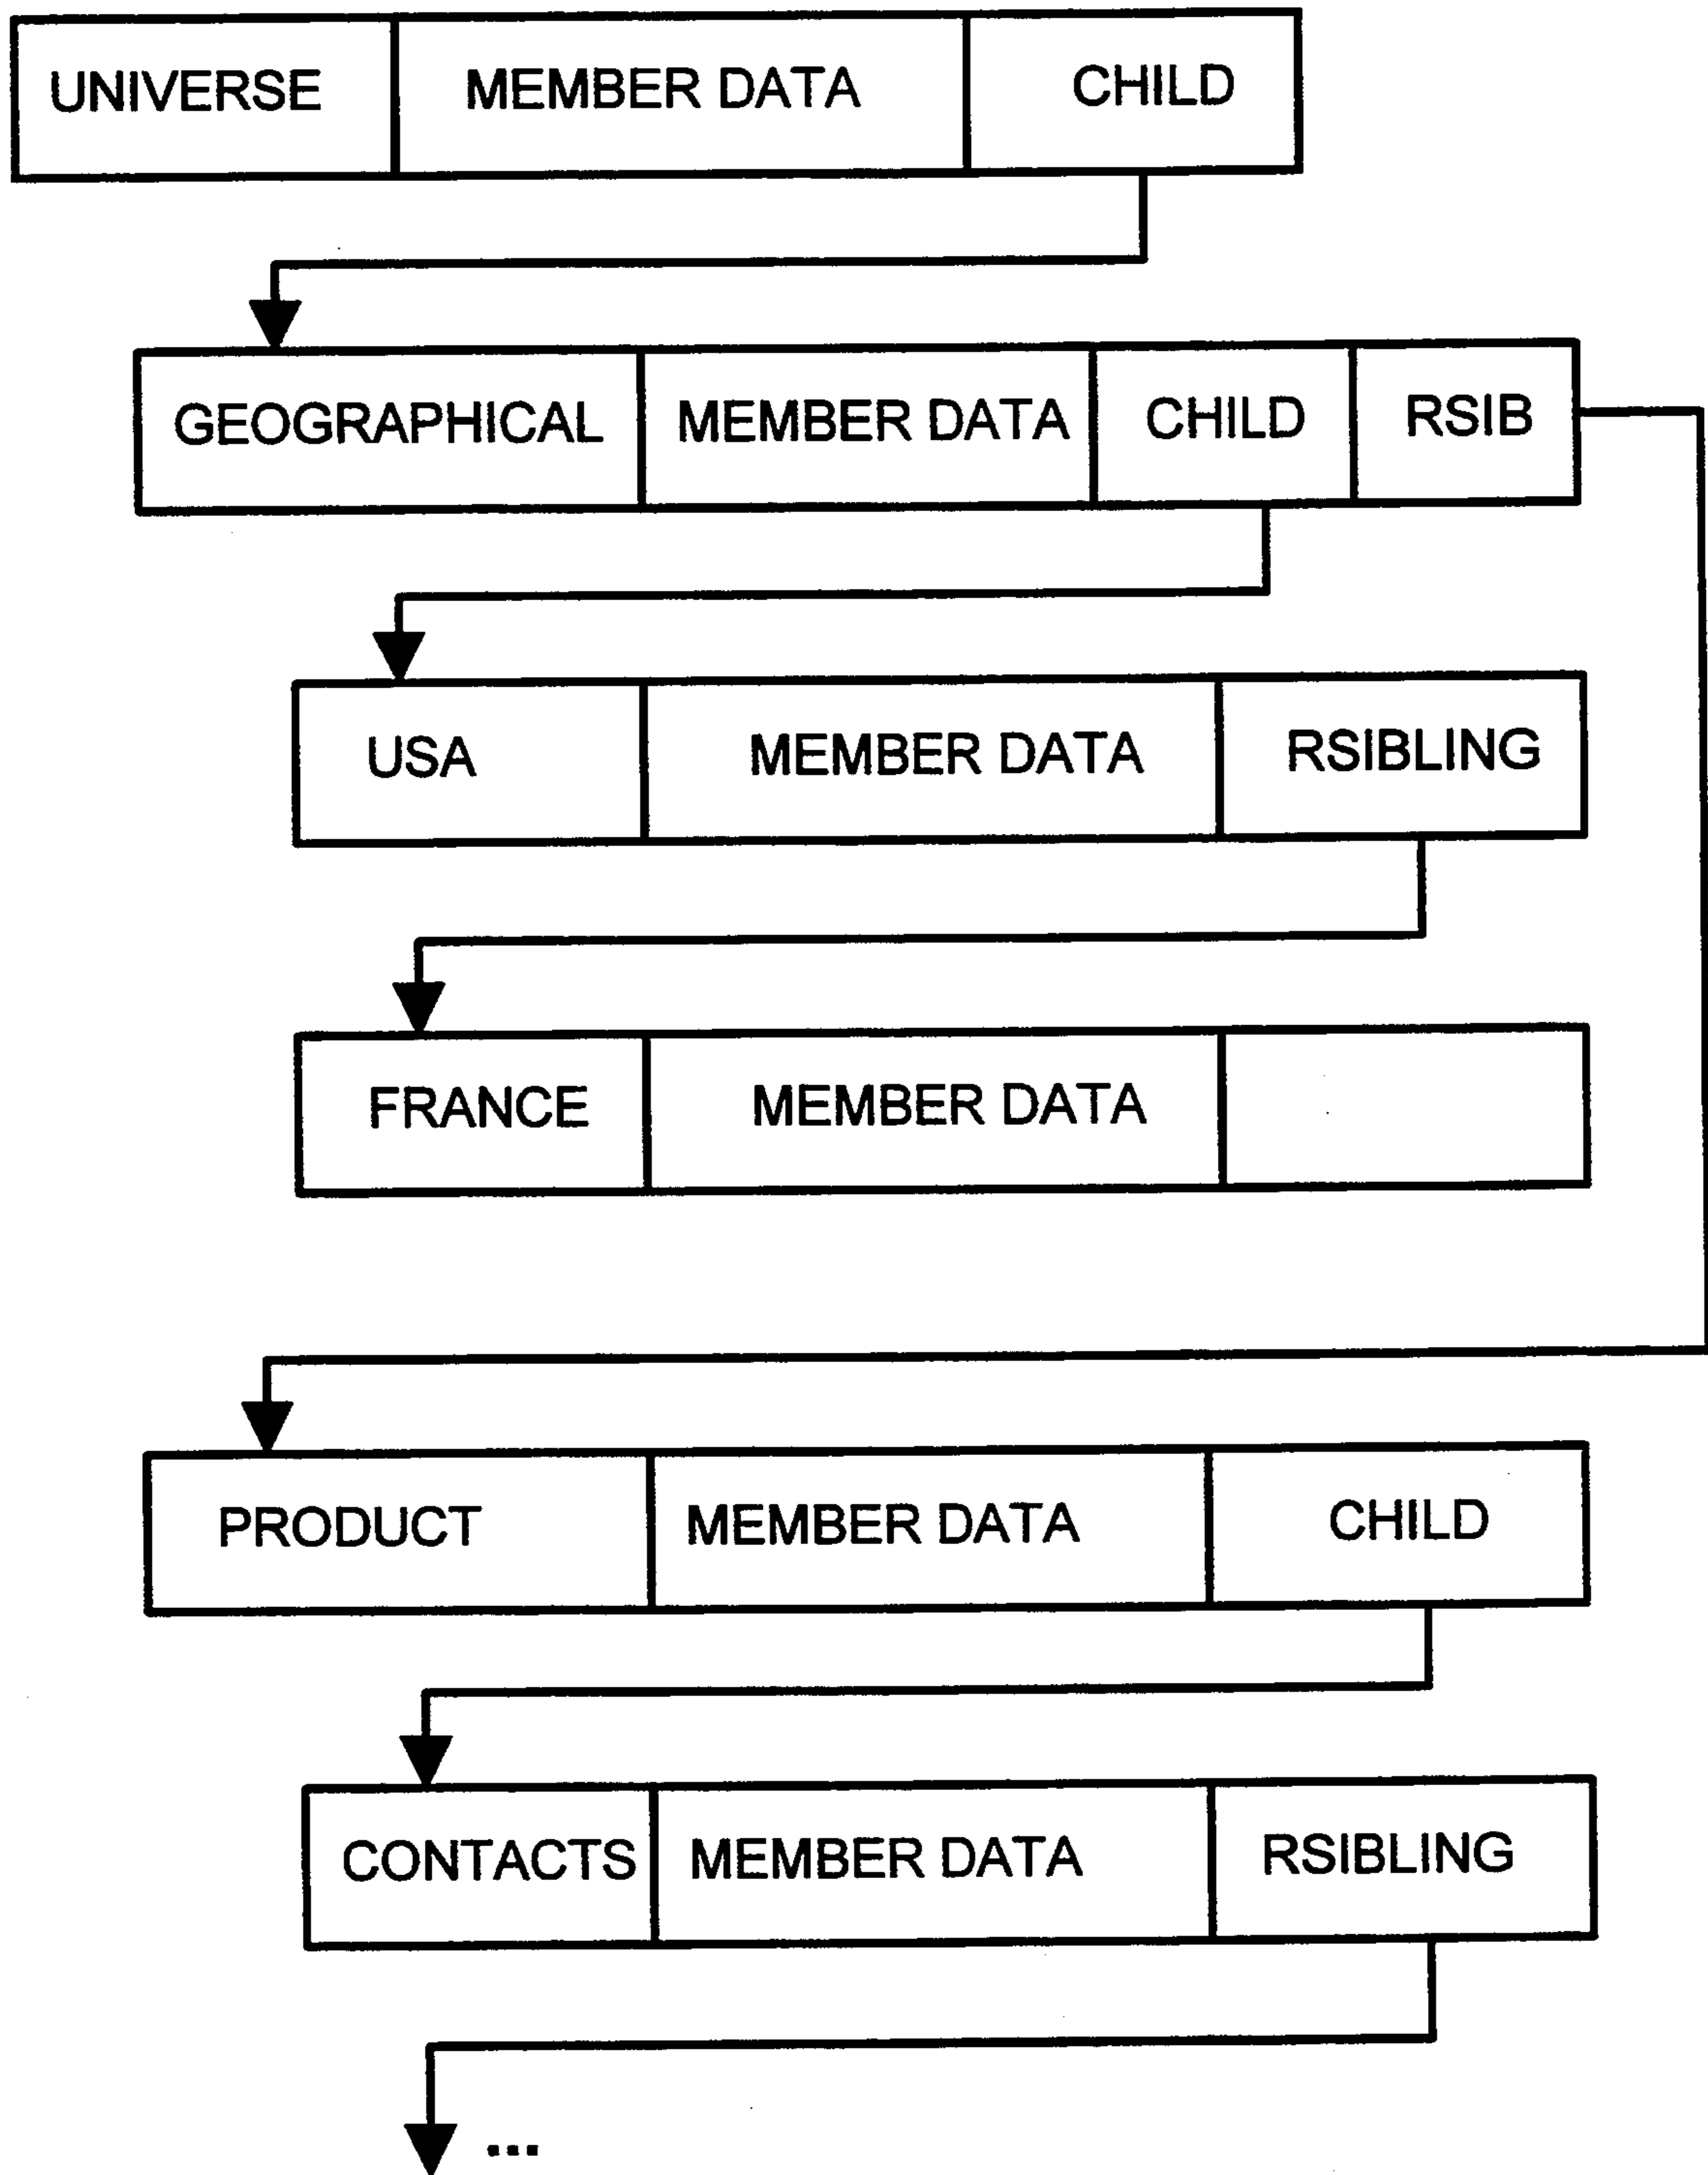 UNIVERSE MEMBER DATA CHILD
GEOGRAPHICAL MEMBER DATA CHILD RSIB
USA MEMBER DATA RSIBLING
FRANCE MEMBER DATA
PRODUCT MEMBER DATA CHILD
CONTACTS MEMBER DATA RSIBLING
...